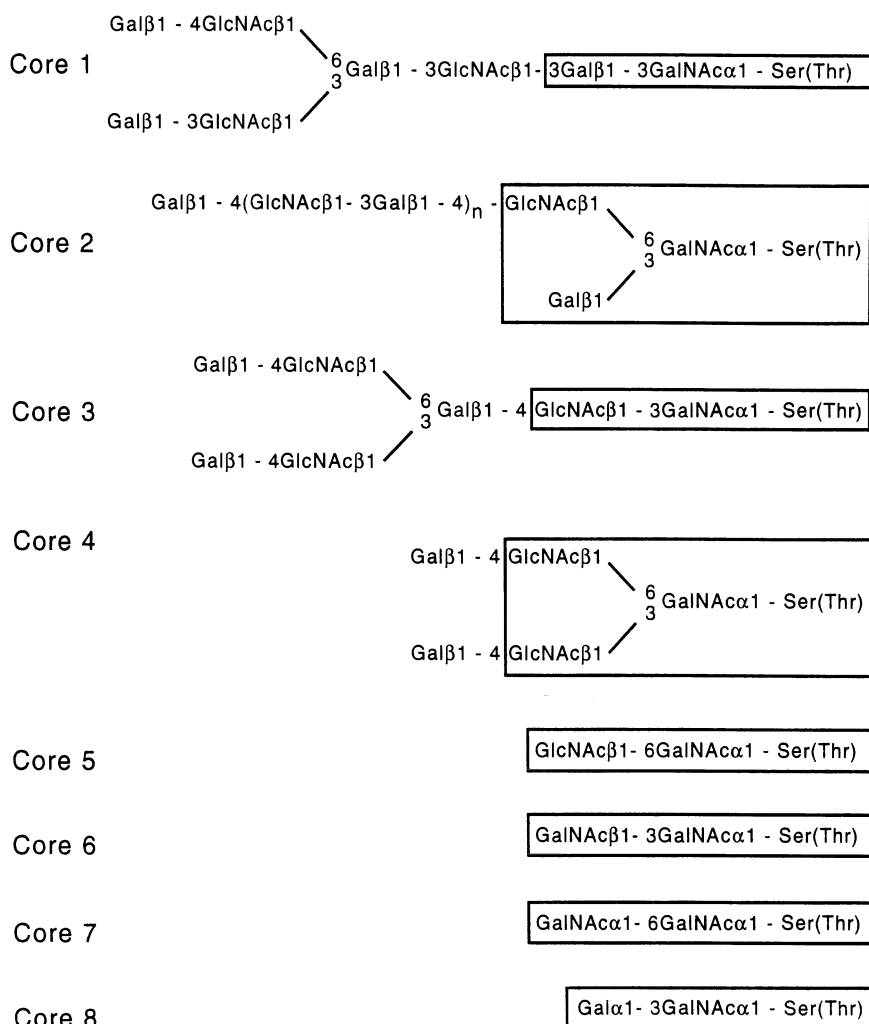 Galβ1 - 4GlcNAcβ1
Core 1
6
3
Galβ1 - 3GlcNAcβ1-
3Galβ1 - 3GalNAcα1 - Ser(Thr)
Galβ1 - 3GlcNAcβ1
Galβ1 - 4(GlcNAcβ1- 3Galβ1 - 4)n -
GlcNAcβ1
Core 2
6
3
GalNAcα1 - Ser(Thr)
Galβ1
Galβ1 - 4GlcNAcβ1
Core 3
6
3
Galβ1 - 4
GlcNAcβ1 - 3GalNAcα1 - Ser(Thr)
Galβ1 - 4GlcNAcβ1
Core 4
Galβ1 - 4
GlcNAcβ1
6
3
GalNAcα1 - Ser(Thr)
Galβ1 - 4
GlcNAcβ1
Core 5
GlcNAcβ1- 6GalNAcα1 - Ser(Thr)
Core 6
GalNAcβ1- 3GalNAcα1 - Ser(Thr)
Core 7
GalNAcα1- 6GalNAcα1 - Ser(Thr)
Core 8
Galα1- 3GalNAcα1 - Ser(Thr)